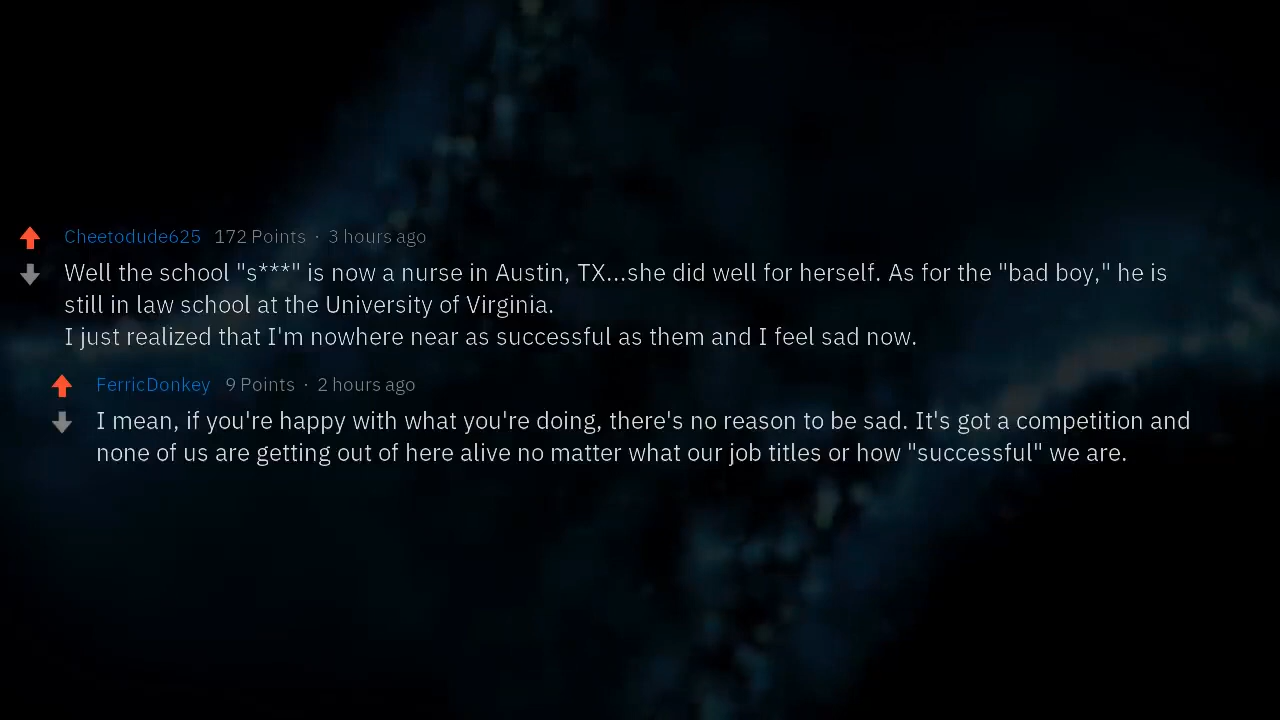 Cheetodude625 172 Points · 3 hours ago
Well the school "s***" is now a nurse in Austin, TX...she did well for herself. As for the "bad boy," he is
still in law school at the University of Virginia.
I just realized that I'm nowhere near as successful as them and I feel sad now.
FerricDonkey 9 Points · 2 hours ago
I mean, if you're happy with what you're doing, there's no reason to be sad. It's got a competition and
none of us are getting out of here alive no matter what our job titles or how "successful" we are.